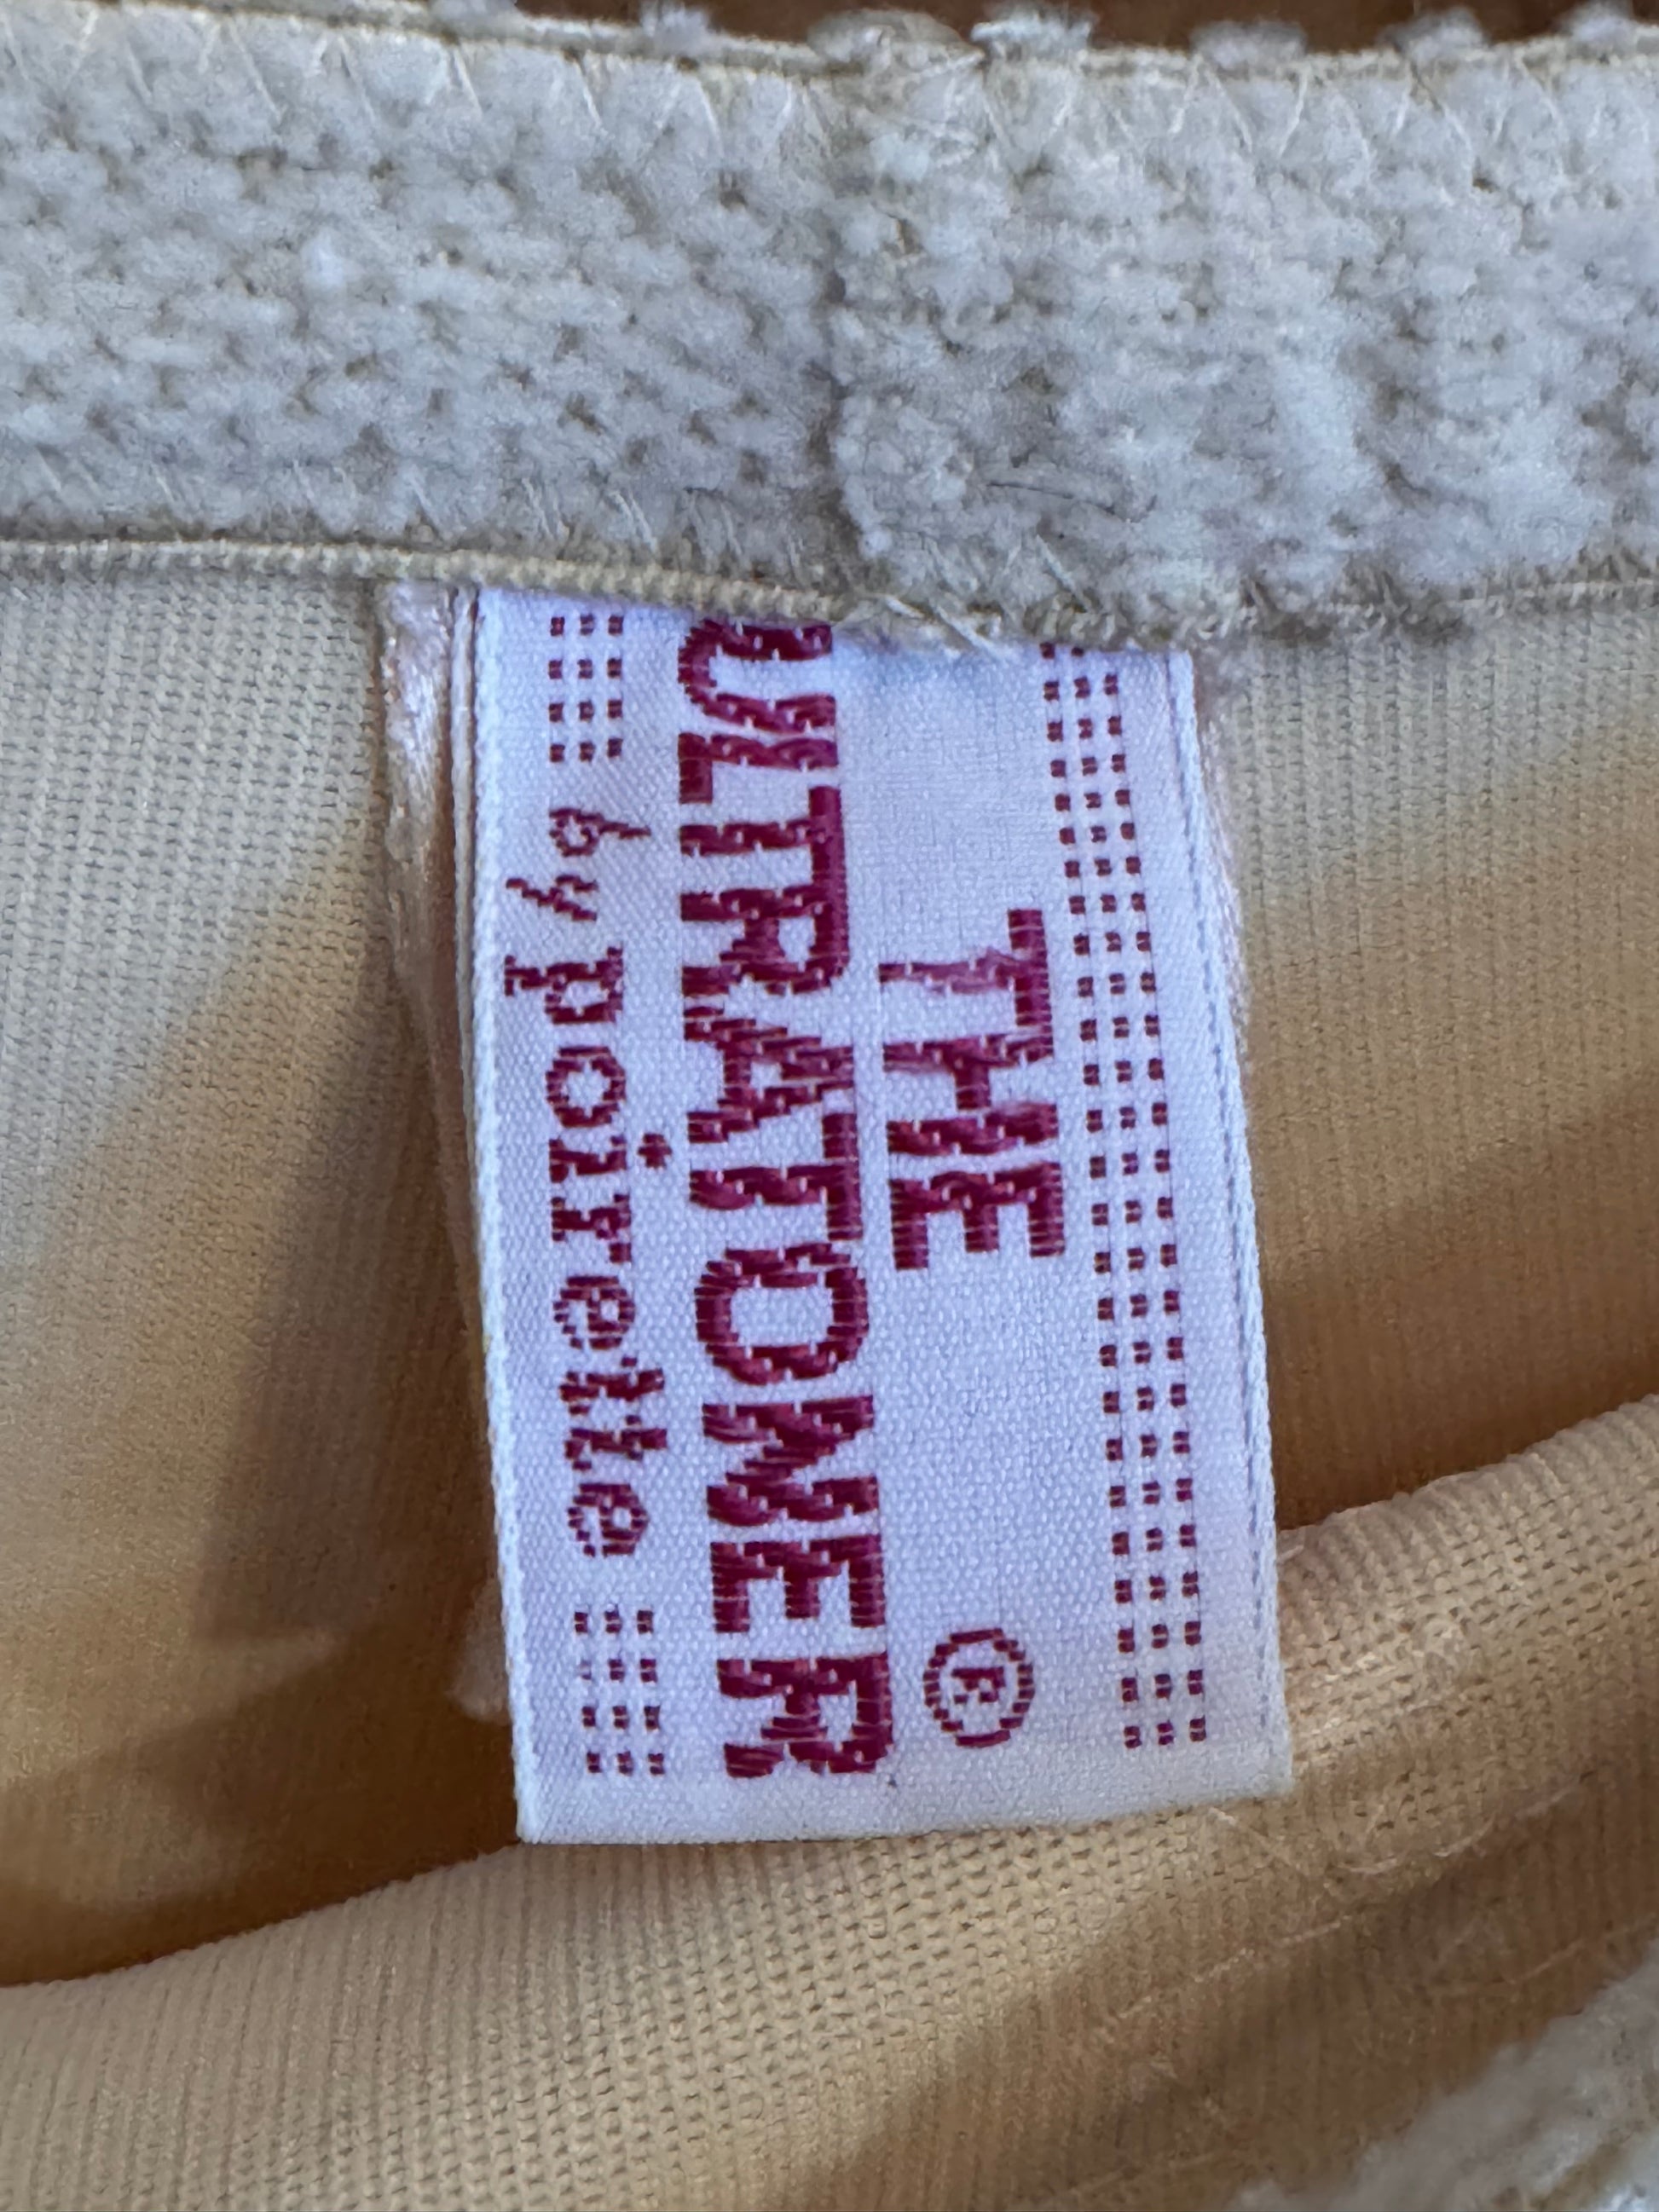 THE ®
ULTRATONER
by poirette